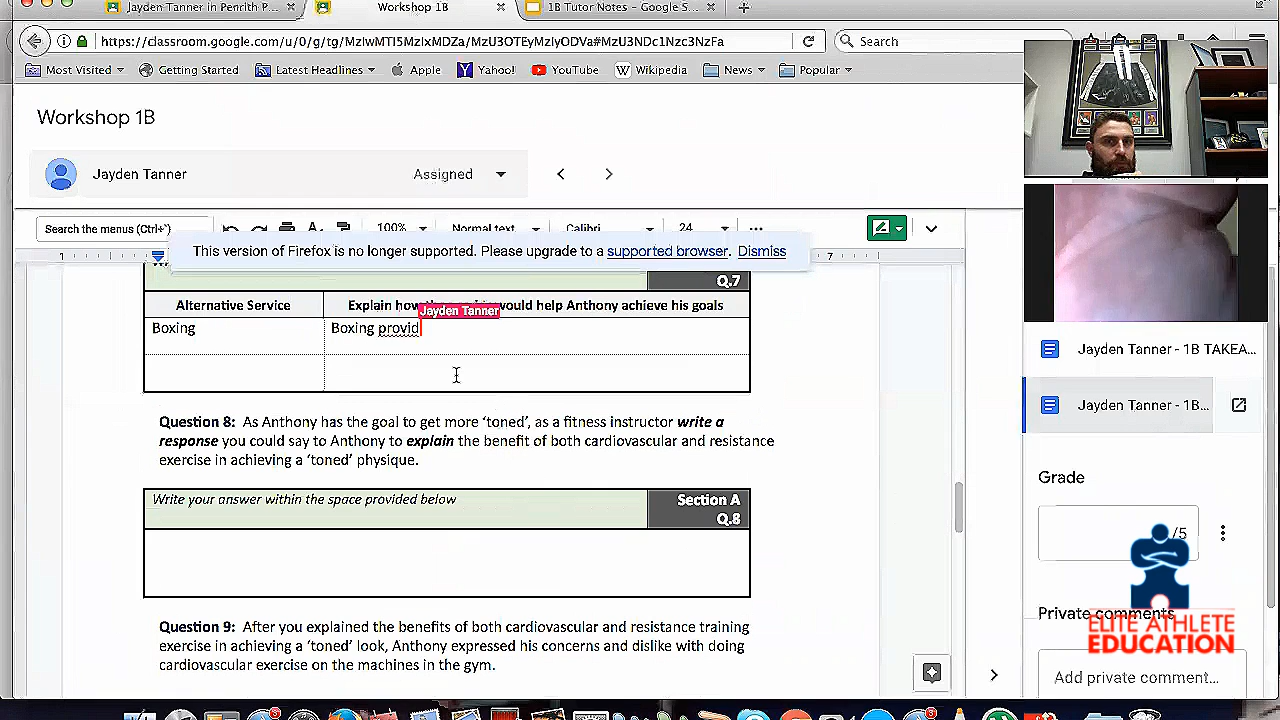 Jayden Tanner in Penrith P...
Workshop 1B
1B Tutor Notes - Google S...
https://classroom.google.com/u/0/g/tg/MzIwMTI5MzIxMDZa/MzU3OTEyMzIyODVa#MzU3NDc1Nzc3NzFa
Search
Most Visited
Getting Started
Latest Headlines
Apple
Yahoo!
YouTube
Wikipedia
News
Popular
Workshop 1B
Jayden Tanner
Assigned
Search the menus (Ctrl+
100%
Normal text
Calibri
24
This version of Firefox is no longer supported. Please upgrade to a supported browser. Dismiss
1
7
Q.7
Alternative Service
Explain how would help Anthony achieve his goals
Jayden Tanner
Boxing
Boxing provid
Question 8: As Anthony has the goal to get more ‘toned’, as a fitness instructor write a
response you could say to Anthony to explain the benefit of both cardiovascular and resistance
exercise in achieving a ‘toned’ physique.
Write your answer within the space provided below
Section A
Q.8
Question 9: After you explained the benefits of both cardiovascular and resistance training
exercise in achieving a ‘toned’ look, Anthony expressed his concerns and dislike with doing
cardiovascular exercise on the machines in the gym.
Jayden Tanner - 1B TAKEA...
Jayden Tanner - 1B...
Grade
/5
Private comments
ELITE ATHLETE
EDUCATION
Add private comment...